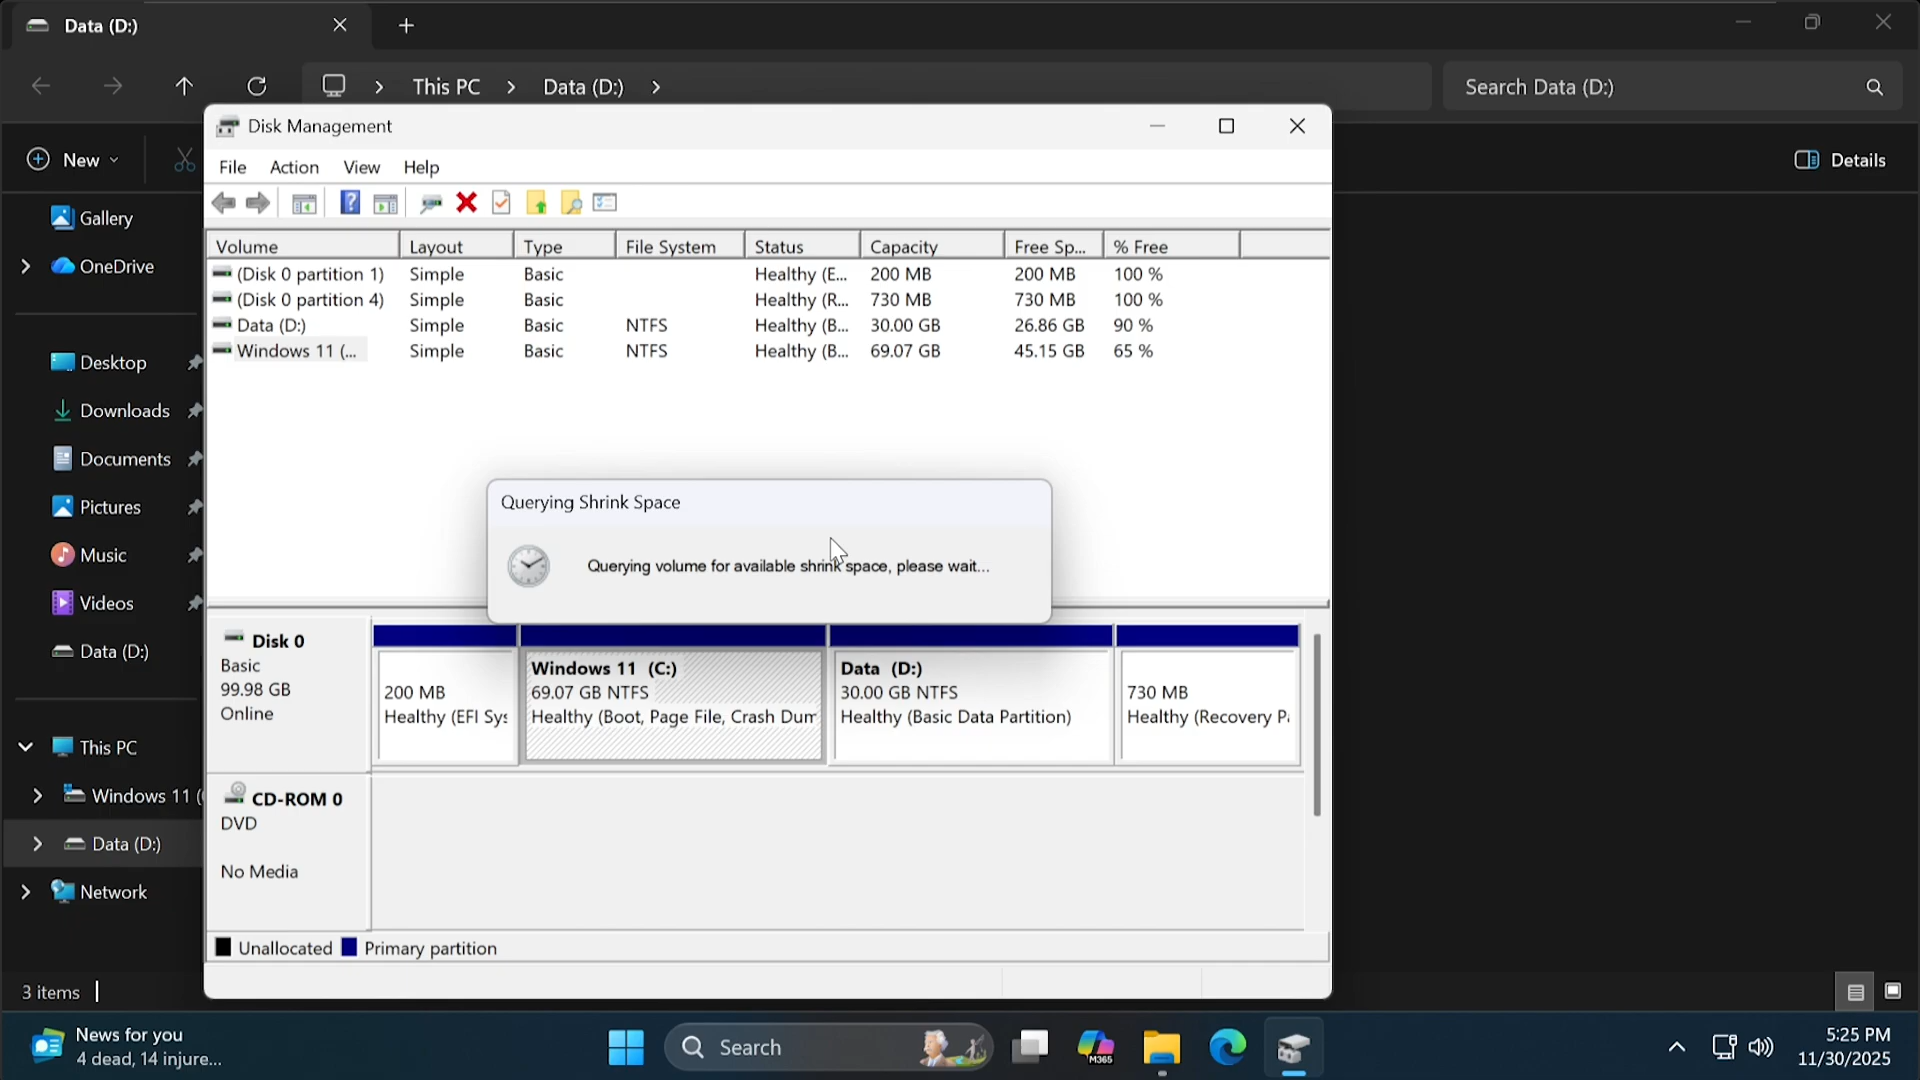 Data (D:)
This PC
Data (D:)
Search Data (D:)
New
Details
Gallery
OneDrive
Desktop
Downloads
Documents
Pictures
Music
Videos
Data (D:)
This PC
Windows 11 (
Data (D:)
Network
3 items
Disk Management
File Action View Help
Volume Layout Type File System Status Capacity Free Sp... % Free
(Disk 0 partition 1) Simple Basic Healthy (E... 200 MB 200 MB 100 %
(Disk 0 partition 4) Simple Basic Healthy (R... 730 MB 730 MB 100 %
Data (D:) Simple Basic NTFS Healthy (B... 30.00 GB 26.86 GB 90 %
Windows 11 (... Simple Basic NTFS Healthy (B... 69.07 GB 45.15 GB 65 %
Querying Shrink Space
Querying volume for available shrink space, please wait...
Disk 0
Basic
99.98 GB
Online
200 MB
Healthy (EFI Sys
Windows 11 (C:)
69.07 GB NTFS
Healthy (Boot, Page File, Crash Dum
Data (D:)
30.00 GB NTFS
Healthy (Basic Data Partition)
730 MB
Healthy (Recovery P
CD-ROM 0
DVD
No Media
Unallocated Primary partition
News for you
4 dead, 14 injure...
Search
M365
5:25 PM
11/30/2025